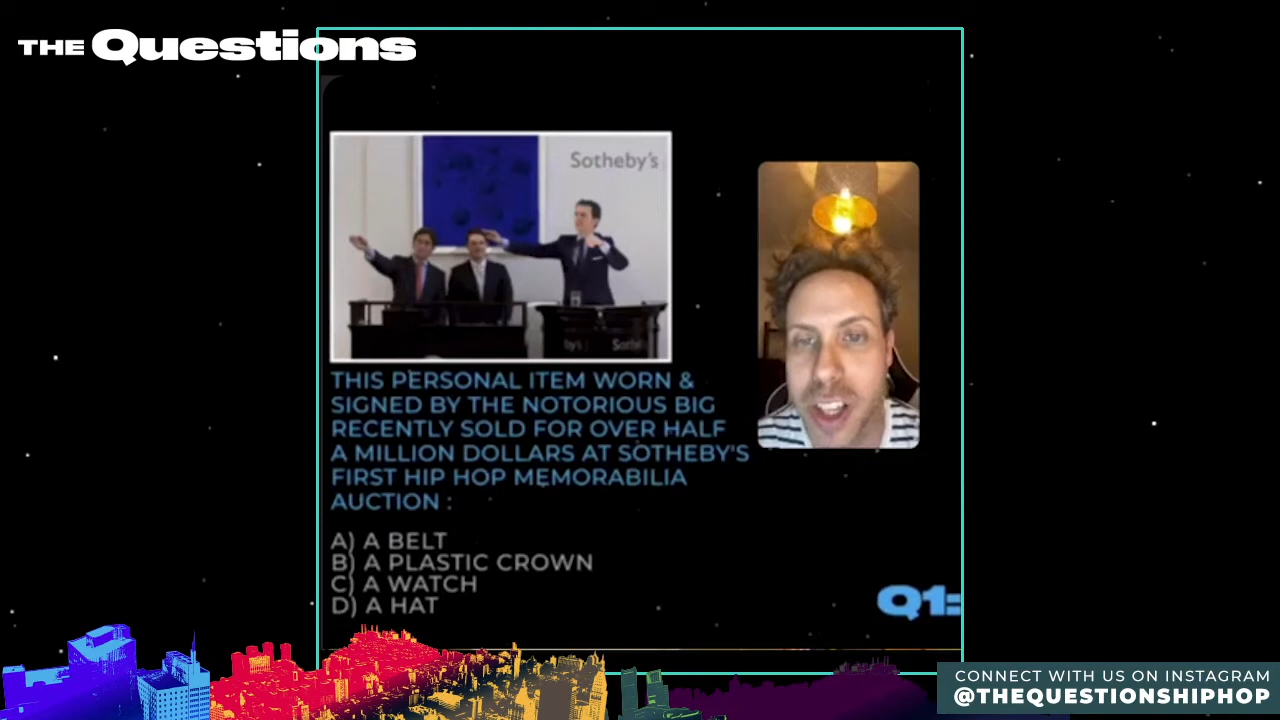 THE Questions
Sotheby's
THIS PERSONAL ITEM WORN &
SIGNED BY THE NOTORIOUS BIG
RECENTLY SOLD FOR OVER HALF
A MILLION DOLLARS AT SOTHEBY'S
FIRST HIP HOP MEMORABILIA
AUCTION :
A) A BELT
B) A PLASTIC CROWN
C) A WATCH
D) A HAT
Q1:
CONNECT WITH US ON INSTAGRAM
@THEQUESTIONSHIPHOP